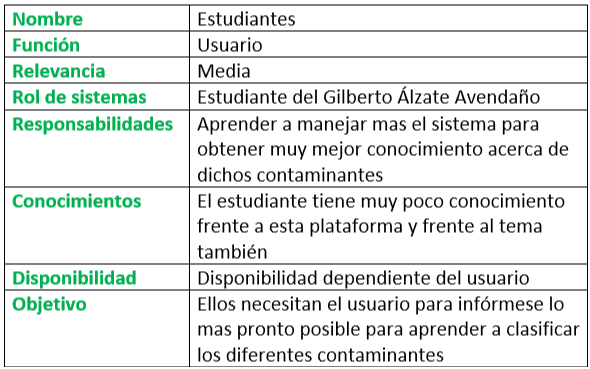 Nombre Estudiantes
Función Usuario
Relevancia Media
Rol de sistemas Estudiante del Gilberto Álzate Avendaño
Responsabilidades Aprender a manejar mas el sistema para
obtener muy mejor conocimiento acerca de
dichos contaminantes
Conocimientos El estudiante tiene muy poco conocimiento
frente a esta plataforma y frente al tema
también
Disponibilidad Disponibilidad dependiente del usuario
Objetivo Ellos necesitan el usuario para infórmese lo
mas pronto posible para aprender a clasificar
los diferentes contaminantes